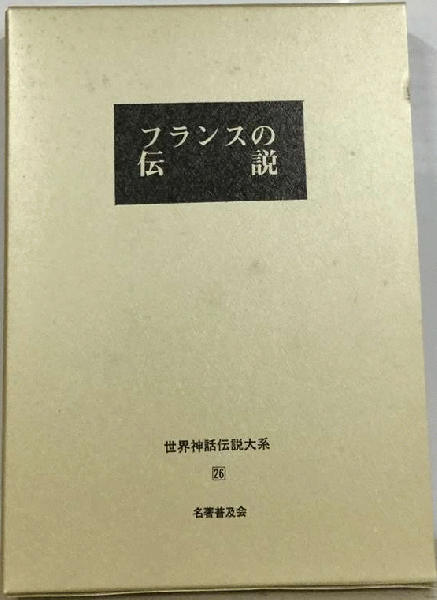 フランスの
伝説
世界神話伝説大系
26
名著普及会